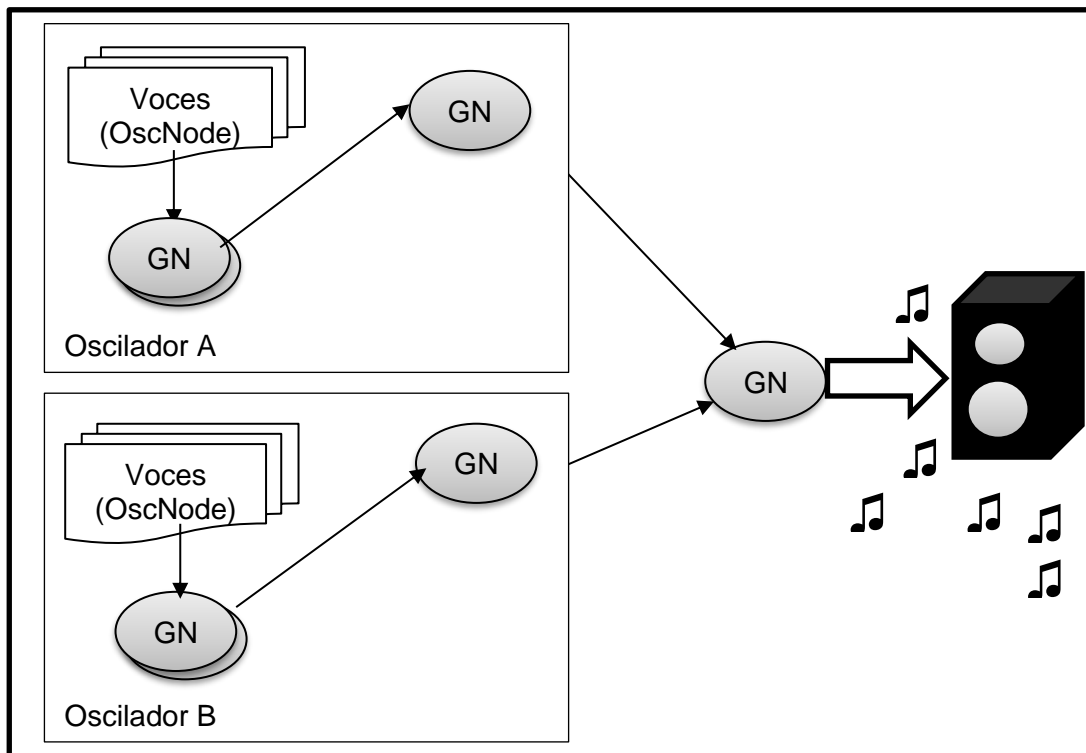 Voces
(OscNode)
GN
GN
Oscilador A
GN
Voces
(OscNode)
GN
GN
Oscilador B